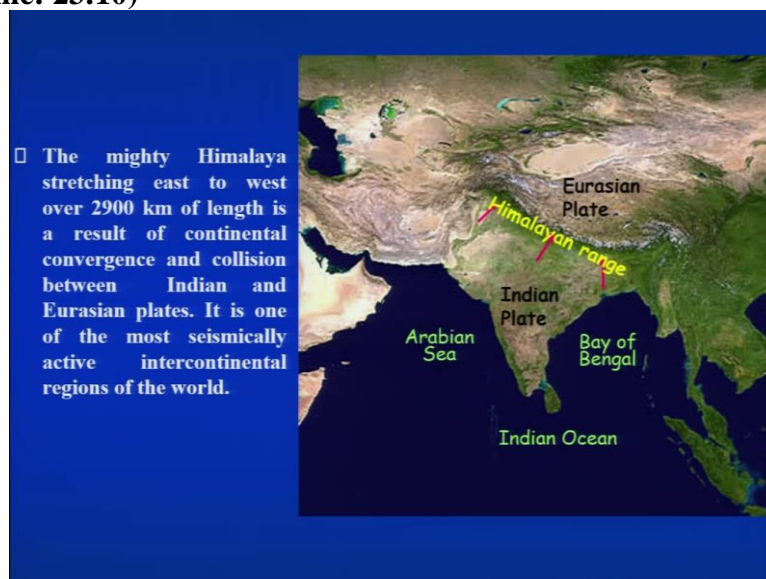 The mighty Himalaya
stretching east to west
over 2900 km of length is
a result of continental
convergence and collision
between Indian and
Eurasian plates. It is one
of the most seismically
active intercontinental
regions of the world.
Eurasian
Plate
Himalayan range
Indian
Plate
Arabian
Sea
Bay of
Bengal
Indian Ocean